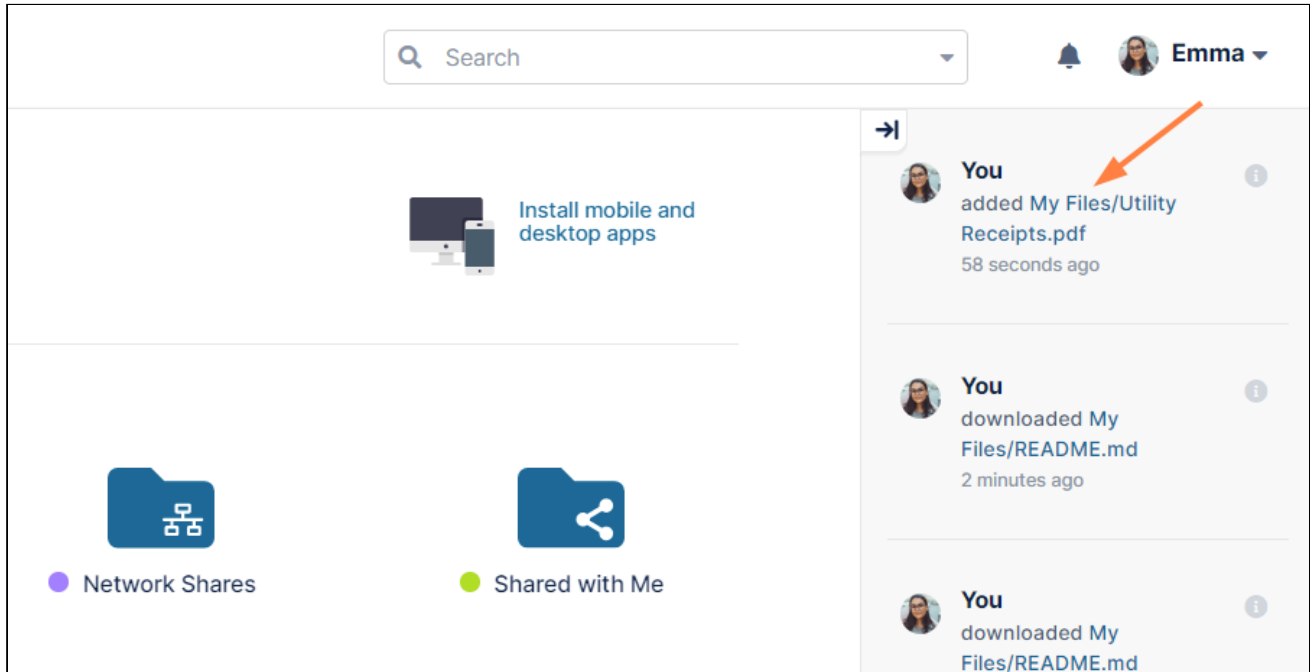 Search
Emma
Install mobile and
desktop apps
Network Shares
Shared with Me
You
added My Files/Utility
Receipts.pdf
58 seconds ago
You
downloaded My
Files/README.md
2 minutes ago
You
downloaded My
Files/README.md